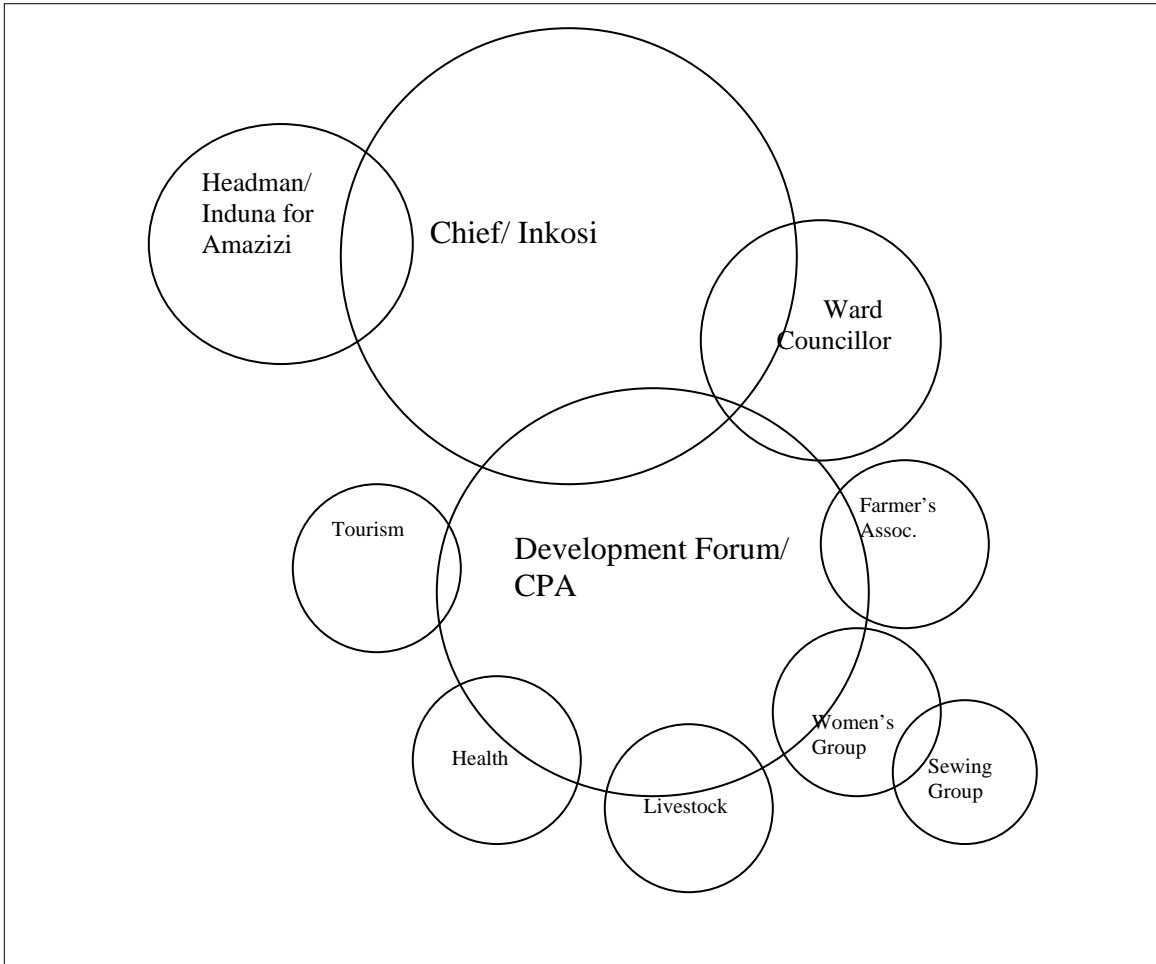 Headman/
Induna for
Amazizi
Chief/ Inkosi
Ward
Councillor
Farmer’s
Assoc.
Tourism
Development Forum/
CPA
Women’s
Group
Health
Sewing
Group
Livestock